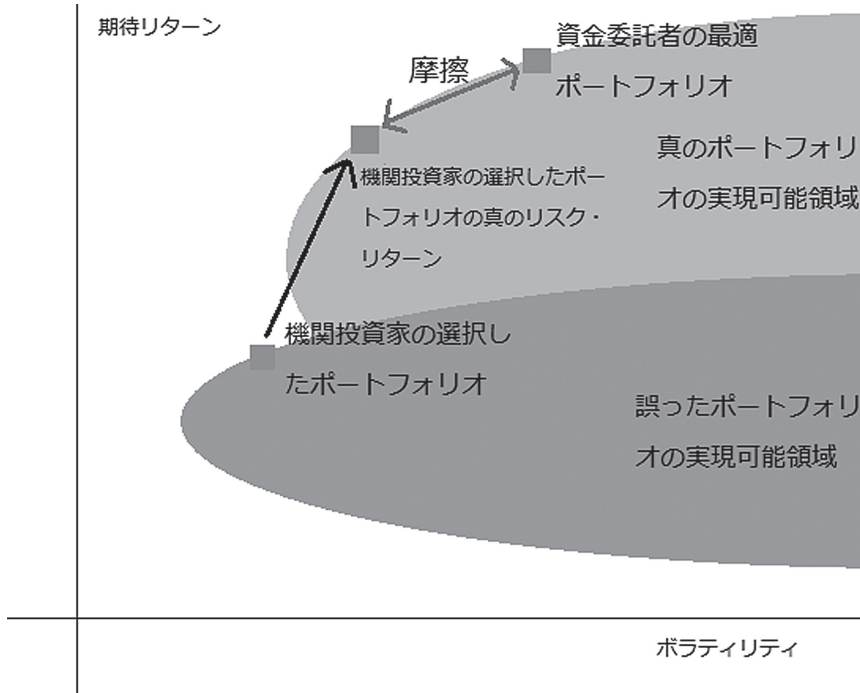 期待リターン
資金委託者の最適
ポートフォリオ
摩擦
真のポートフォリ
オの実現可能領域
機関投資家の選択したポー
トフォリオの真のリスク・
リターン
機関投資家の選択し
たポートフォリオ
誤ったポートフォリ
オの実現可能領域
ボラティリティ